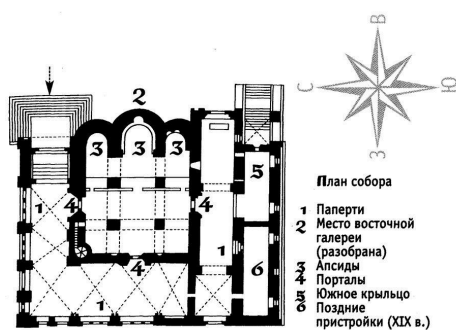 В
С
Ю
З
2
3
3
3
1
4
4
5
4
1
6
1
План собора
1 Паперти
2 Место восточной
галереи
(разобрана)
3 Апсиды
4 Порталы
5 Южное крыльцо
6 Поздние
пристройки (XIX в.)